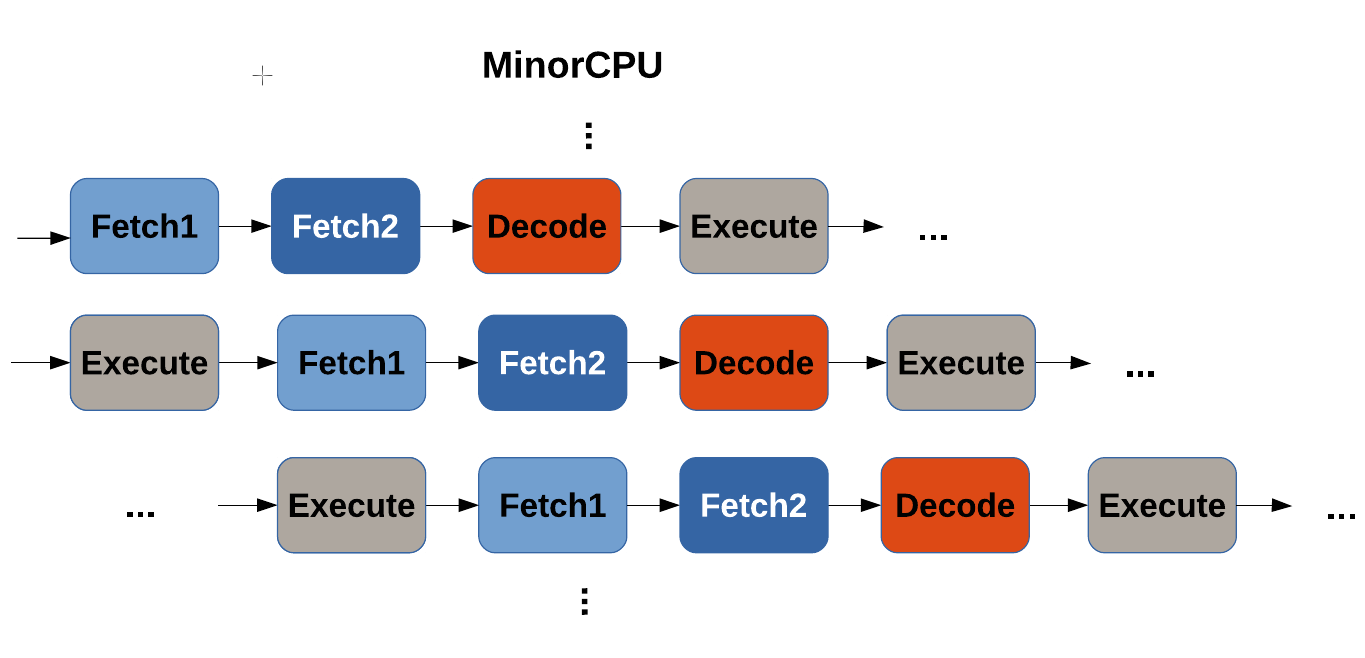 MinorCPU
...
Fetch1 Fetch2 Decode Execute ...
Execute Fetch1 Fetch2 Decode Execute ...
... Execute Fetch1 Fetch2 Decode Execute ...
...